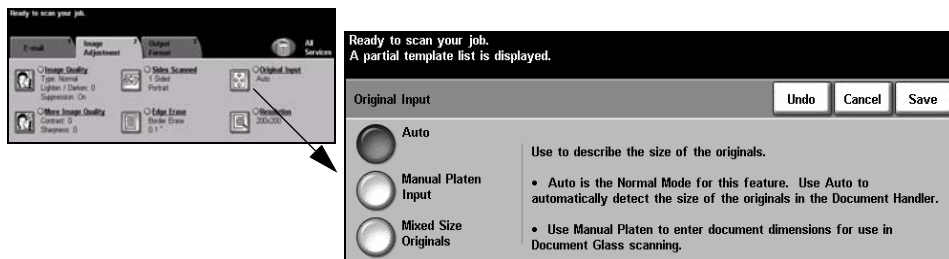 Ready to scan your job.
E-mail
1
Image
Adjustment
2
Output
Format
3
All
Services
Image Quality
Type: Normal
Lighten / Darken: 0
Suppression: On
Sides Scanned
1 Sided
Portrait
Original Input
Auto
More Image Quality
Contrast: 0
Sharpness: 0
Edge Erase
Border Erase
0.1 "
Resolution
200x200
Ready to scan your job.
A partial template list is displayed.
Original Input
Undo
Cancel
Save
Auto
Manual Platen
Input
Mixed Size
Originals
Use to describe the size of the originals.
• Auto is the Normal Mode for this feature. Use Auto to
automatically detect the size of the originals in the Document Handler.
• Use Manual Platen to enter document dimensions for use in
Document Glass scanning.